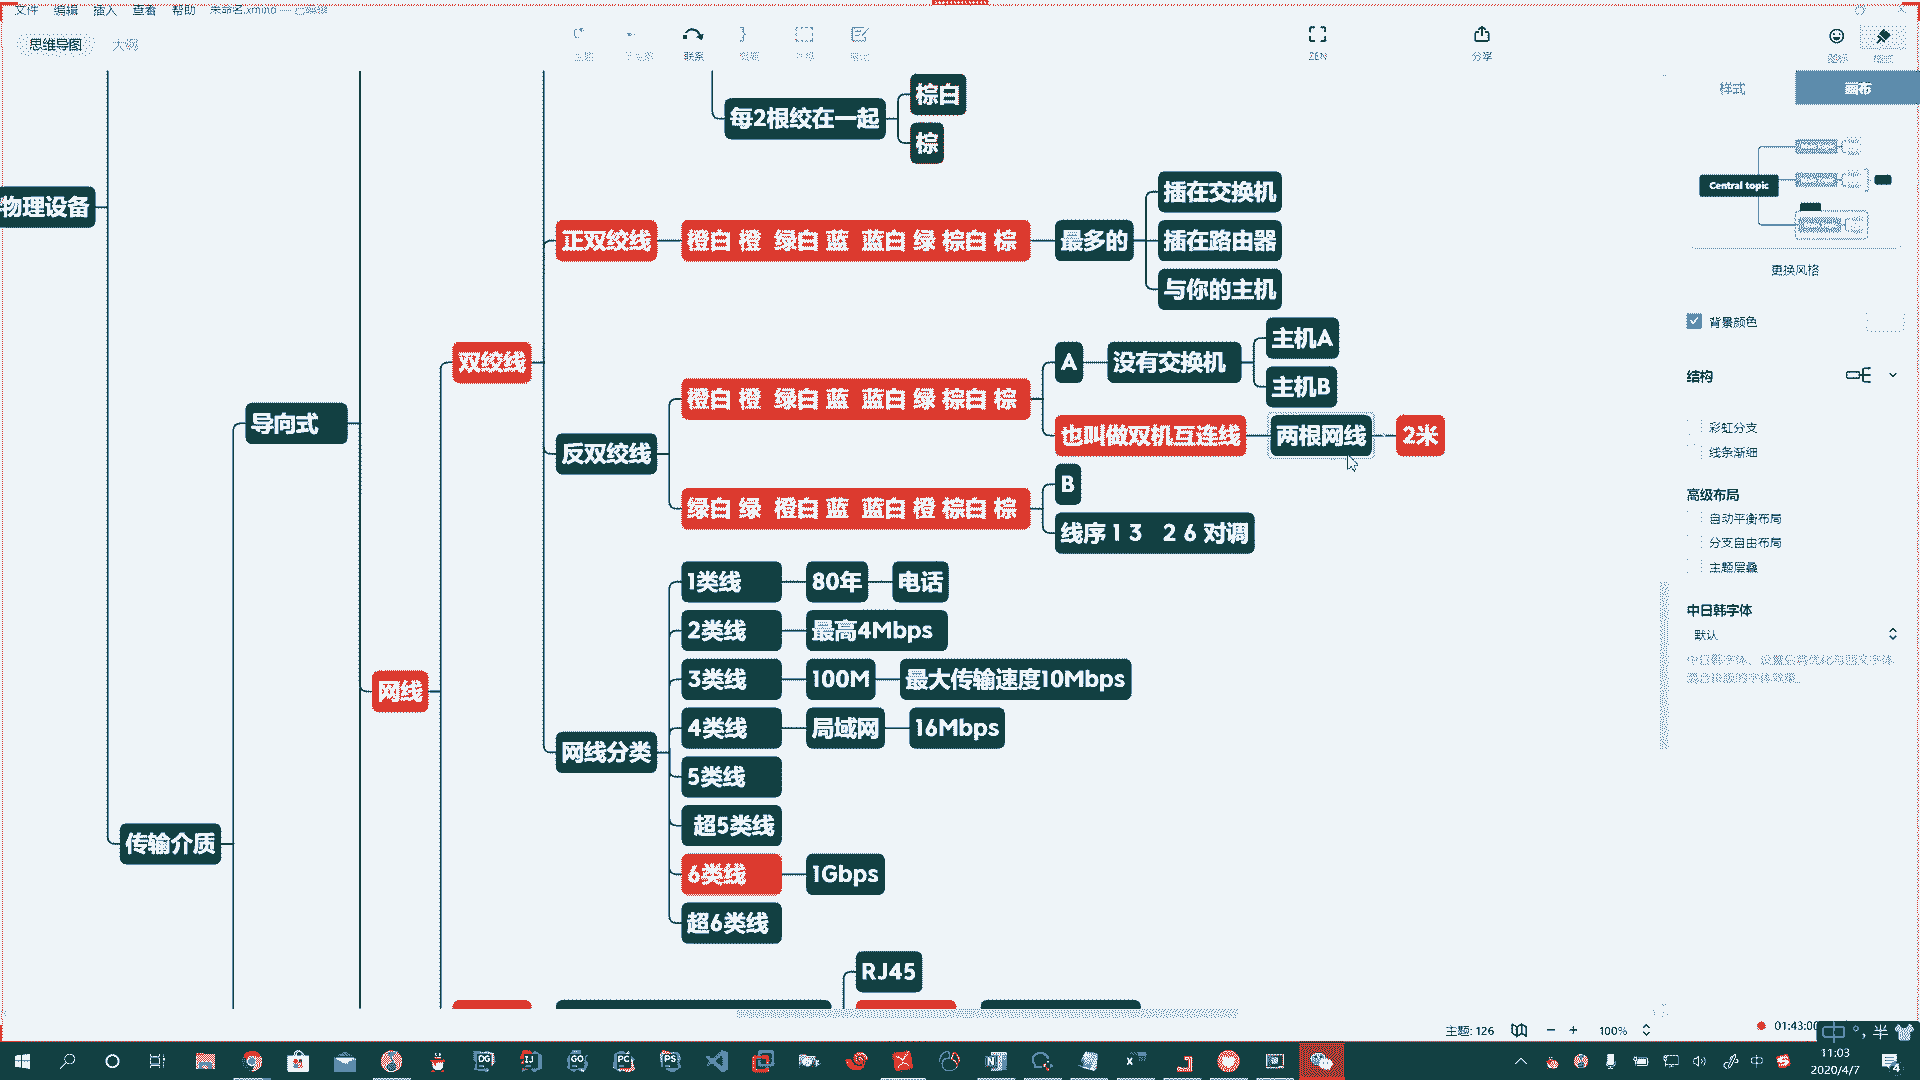 文件 编辑 插入 查看 帮助 未命名.xmind
思维导图 大纲
联系
ZEN
分享
样式 画布
每2根绞在一起
棕白
棕
物理设备
正双绞线
橙白 橙 绿白 蓝 蓝白 绿 棕白 棕
最多的
插在交换机
插在路由器
与你的主机
双绞线
反双绞线
橙白 橙 绿白 蓝 蓝白 绿 棕白 棕
A
没有交换机
主机A
主机B
也叫做双机互连线
两根网线
2米
绿白 绿 橙白 蓝 蓝白 橙 棕白 棕
B
线序 1 3 2 6 对调
导向式
网线
传输介质
网线分类
1类线
80年
电话
2类线
最高4Mbps
3类线
100M
最大传输速度10Mbps
4类线
局域网
16Mbps
5类线
超5类线
6类线
1Gbps
超6类线
RJ45
Central topic
更换风格
背景颜色
结构
彩虹分支
线条渐细
高级布局
自动平衡布局
分支自由布局
主题层叠
中日韩字体
默认
主题: 126
100%
中 半
11:03
2020/4/7